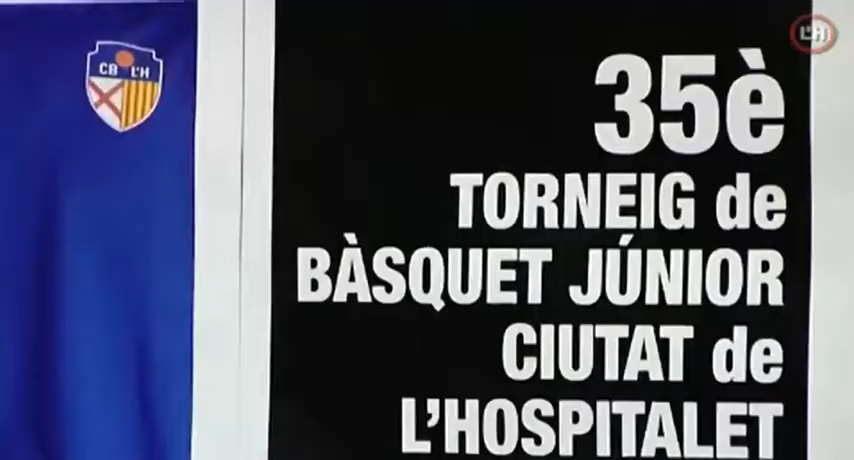 CB L'H
L'H
35è
TORNEIG de
BÀSQUET JÚNIOR
CIUTAT de
L'HOSPITALET